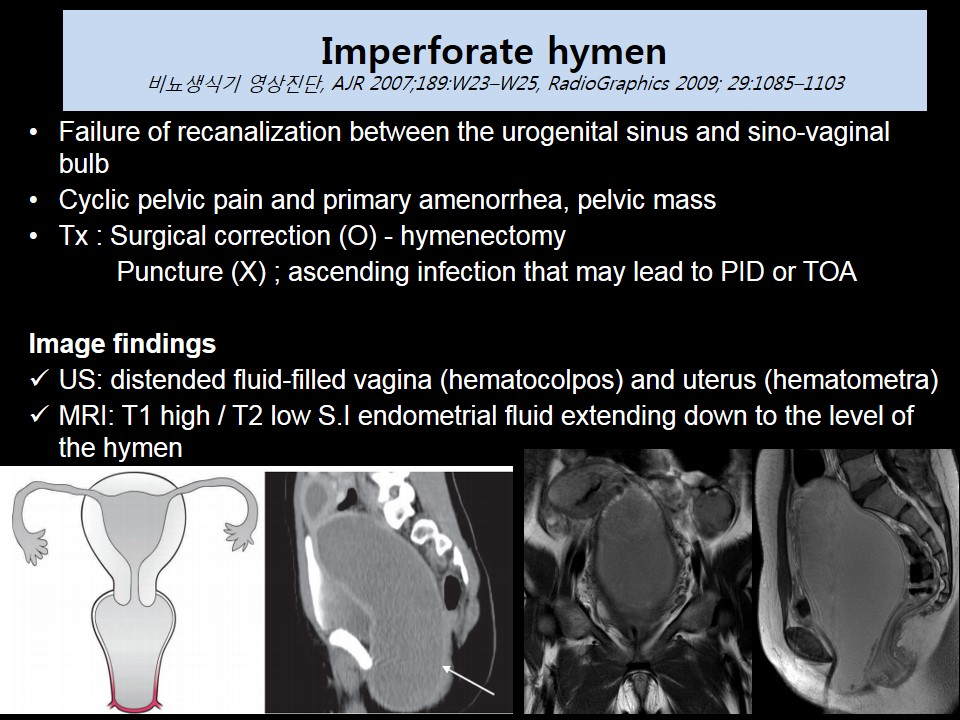 Imperforate hymen
비뇨생식기 영상진단, AJR 2007;189:W23–W25, RadioGraphics 2009; 29:1085–1103
• Failure of recanalization between the urogenital sinus and sino-vaginal
bulb
• Cyclic pelvic pain and primary amenorrhea, pelvic mass
• Tx : Surgical correction (O) - hymenectomy
Puncture (X) ; ascending infection that may lead to PID or TOA
Image findings
✓ US: distended fluid-filled vagina (hematocolpos) and uterus (hematometra)
✓ MRI: T1 high / T2 low S.I endometrial fluid extending down to the level of
the hymen